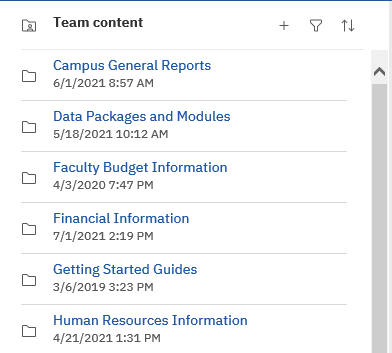 Team content
Campus General Reports
6/1/2021 8:57 AM
Data Packages and Modules
5/18/2021 10:12 AM
Faculty Budget Information
4/3/2020 7:47 PM
Financial Information
7/1/2021 2:19 PM
Getting Started Guides
3/6/2019 3:23 PM
Human Resources Information
4/21/2021 1:31 PM